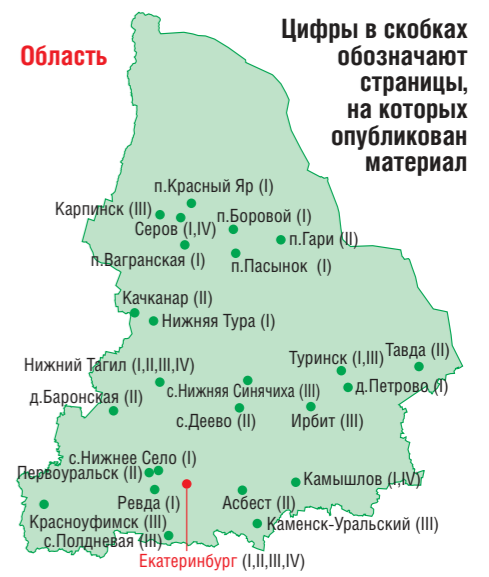 Область
Цифры в скобках
обозначают
страницы,
на которых
опубликован
материал
п.Красный Яр (I)
Карпинск (III)
Серов (I,IV)
п.Боровой (I)
п.Гари (II)
п.Вагранская (I)
п.Пасынок (I)
Качканар (II)
Нижняя Тура (I)
Нижний Тагил (I,II,III,IV)
Туринск (I,III)
Тавда (II)
с.Нижняя Синячиха (III)
д.Петрово (I)
д.Баронская (II)
с.Деево (II)
Ирбит (III)
с.Нижнее Село (I)
Первоуральск (II)
Камышлов (I,IV)
Ревда (I)
Асбест (II)
Красноуфимск (III)
Каменск-Уральский (III)
с.Полдневая (III)
Екатеринбург (I,II,III,IV)